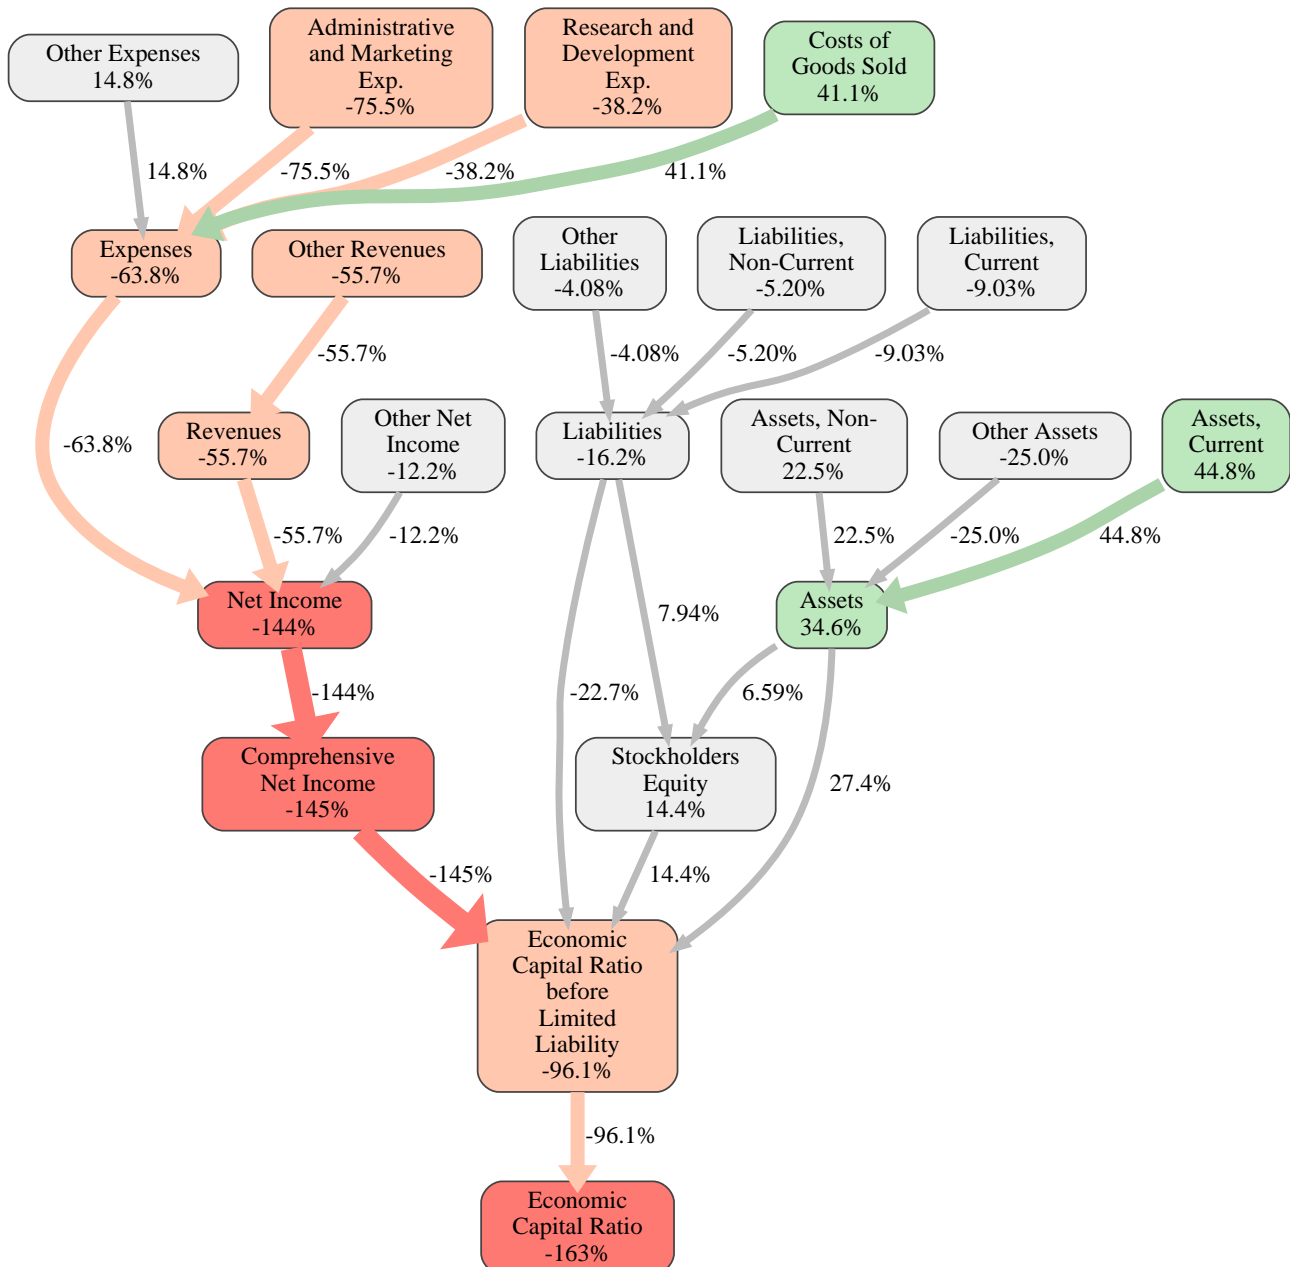 Other Expenses
14.8%
Administrative
and Marketing
Exp.
-75.5%
Research and
Development
Exp.
-38.2%
Costs of
Goods Sold
41.1%
14.8%
-75.5%
-38.2%
41.1%
Expenses
-63.8%
Other Revenues
-55.7%
Other
Liabilities
-4.08%
Liabilities,
Non-Current
-5.20%
Liabilities,
Current
-9.03%
-55.7%
-4.08%
-5.20%
-9.03%
-63.8%
Revenues
-55.7%
Other Net
Income
-12.2%
Liabilities
-16.2%
Assets, Non-
Current
22.5%
Other Assets
-25.0%
Assets,
Current
44.8%
-55.7%
-12.2%
22.5%
-25.0%
44.8%
Net Income
-144%
7.94%
Assets
34.6%
-144%
-22.7%
6.59%
Comprehensive
Net Income
-145%
Stockholders
Equity
14.4%
27.4%
-145%
14.4%
Economic
Capital Ratio
before
Limited
Liability
-96.1%
-96.1%
Economic
Capital Ratio
-163%